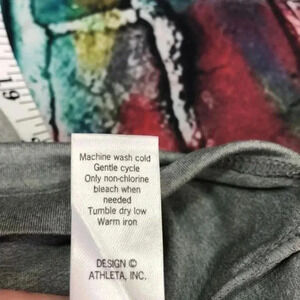 19
Machine wash cold
Gentle cycle
Only non-chlorine
bleach when
needed
Tumble dry low
Warm iron
DESIGN ©
ATHLETA, INC.